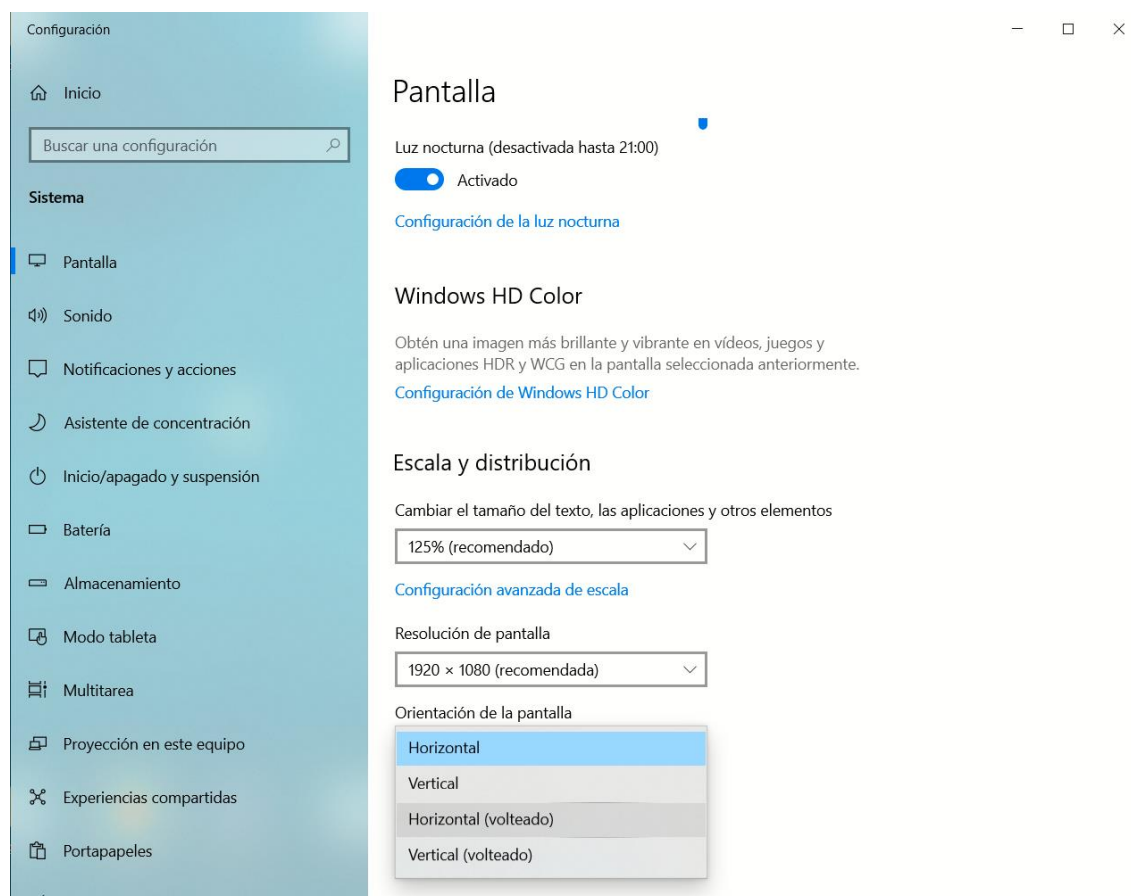 Configuración
Inicio
Buscar una configuración
Sistema
Pantalla
Sonido
Notificaciones y acciones
Asistente de concentración
Inicio/apagado y suspensión
Batería
Almacenamiento
Modo tableta
Multitarea
Proyección en este equipo
Experiencias compartidas
Portapapeles
Pantalla
Luz nocturna (desactivada hasta 21:00)
Activado
Configuración de la luz nocturna
Windows HD Color
Obtén una imagen más brillante y vibrante en vídeos, juegos y
aplicaciones HDR y WCG en la pantalla seleccionada anteriormente.
Configuración de Windows HD Color
Escala y distribución
Cambiar el tamaño del texto, las aplicaciones y otros elementos
125% (recomendado)
Configuración avanzada de escala
Resolución de pantalla
1920 × 1080 (recomendada)
Orientación de la pantalla
Horizontal
Vertical
Horizontal (volteado)
Vertical (volteado)